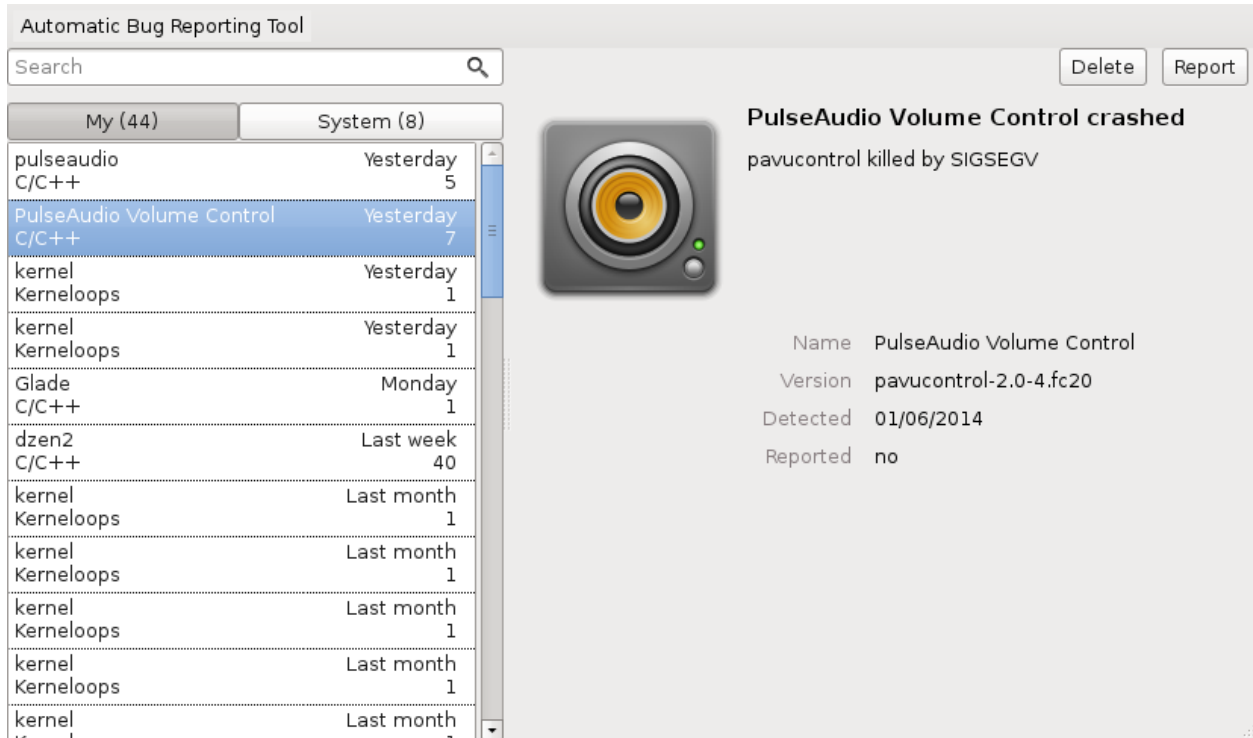 Automatic Bug Reporting Tool
Search
Delete Report
My (44) System (8)
pulseaudio Yesterday
C/C++ 5
PulseAudio Volume Control Yesterday
C/C++ 7
kernel Yesterday
Kerneloops 1
kernel Yesterday
Kerneloops 1
Glade Monday
C/C++ 1
dzen2 Last week
C/C++ 40
kernel Last month
Kerneloops 1
kernel Last month
Kerneloops 1
kernel Last month
Kerneloops 1
kernel Last month
Kerneloops 1
kernel Last month
PulseAudio Volume Control crashed
pavucontrol killed by SIGSEGV
Name PulseAudio Volume Control
Version pavucontrol-2.0-4.fc20
Detected 01/06/2014
Reported no